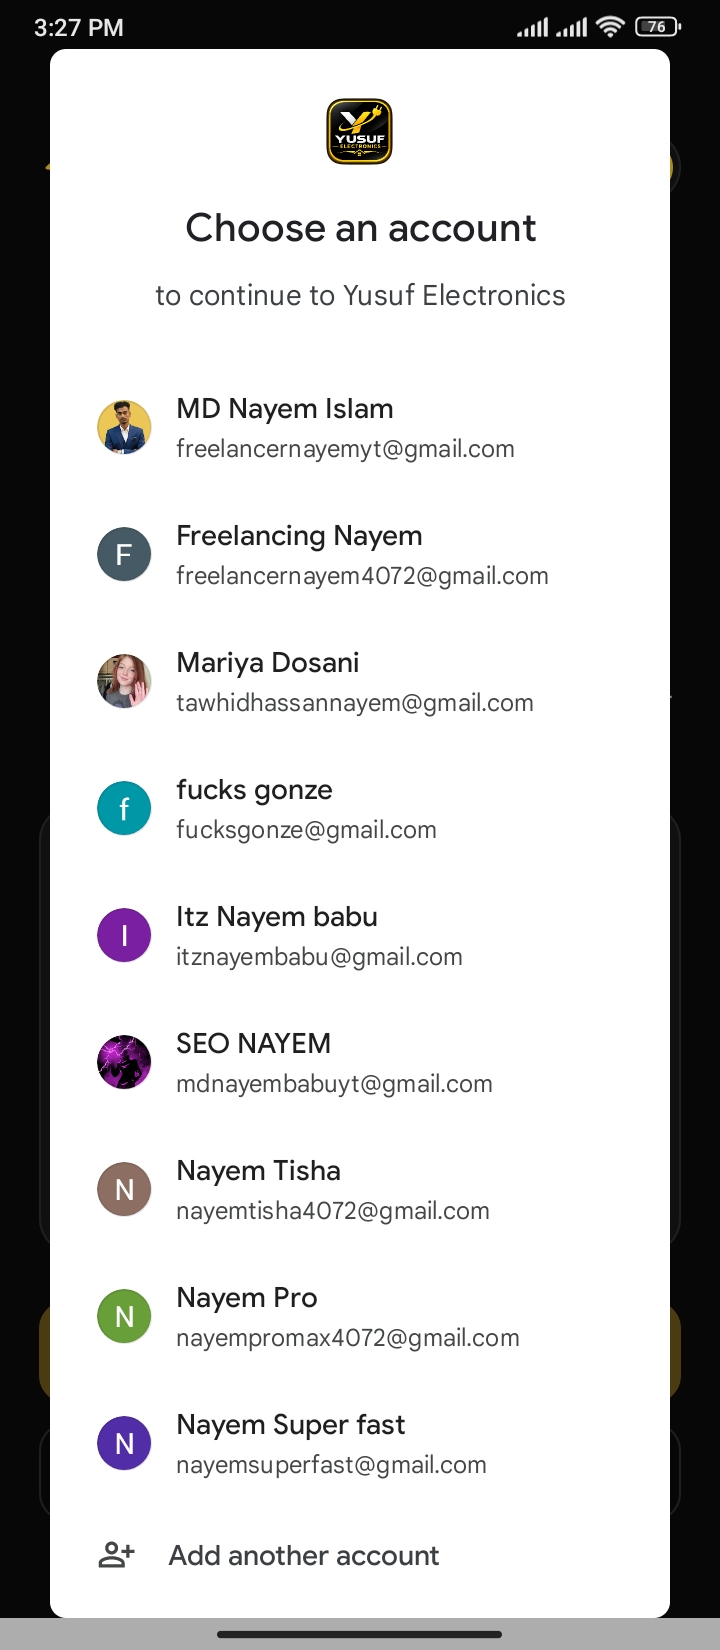 3:27 PM
76
YUSUF
ELECTRONICS
Choose an account
to continue to Yusuf Electronics
MD Nayem Islam
freelancernayemyt@gmail.com
F
Freelancing Nayem
freelancernayem4072@gmail.com
Mariya Dosani
tawhidhassannayem@gmail.com
f
fucks gonze
fucksgonze@gmail.com
I
Itz Nayem babu
itznayembabu@gmail.com
SEO NAYEM
mdnayembabuyt@gmail.com
N
Nayem Tisha
nayemtisha4072@gmail.com
N
Nayem Pro
nayempromax4072@gmail.com
N
Nayem Super fast
nayemsuperfast@gmail.com
Add another account